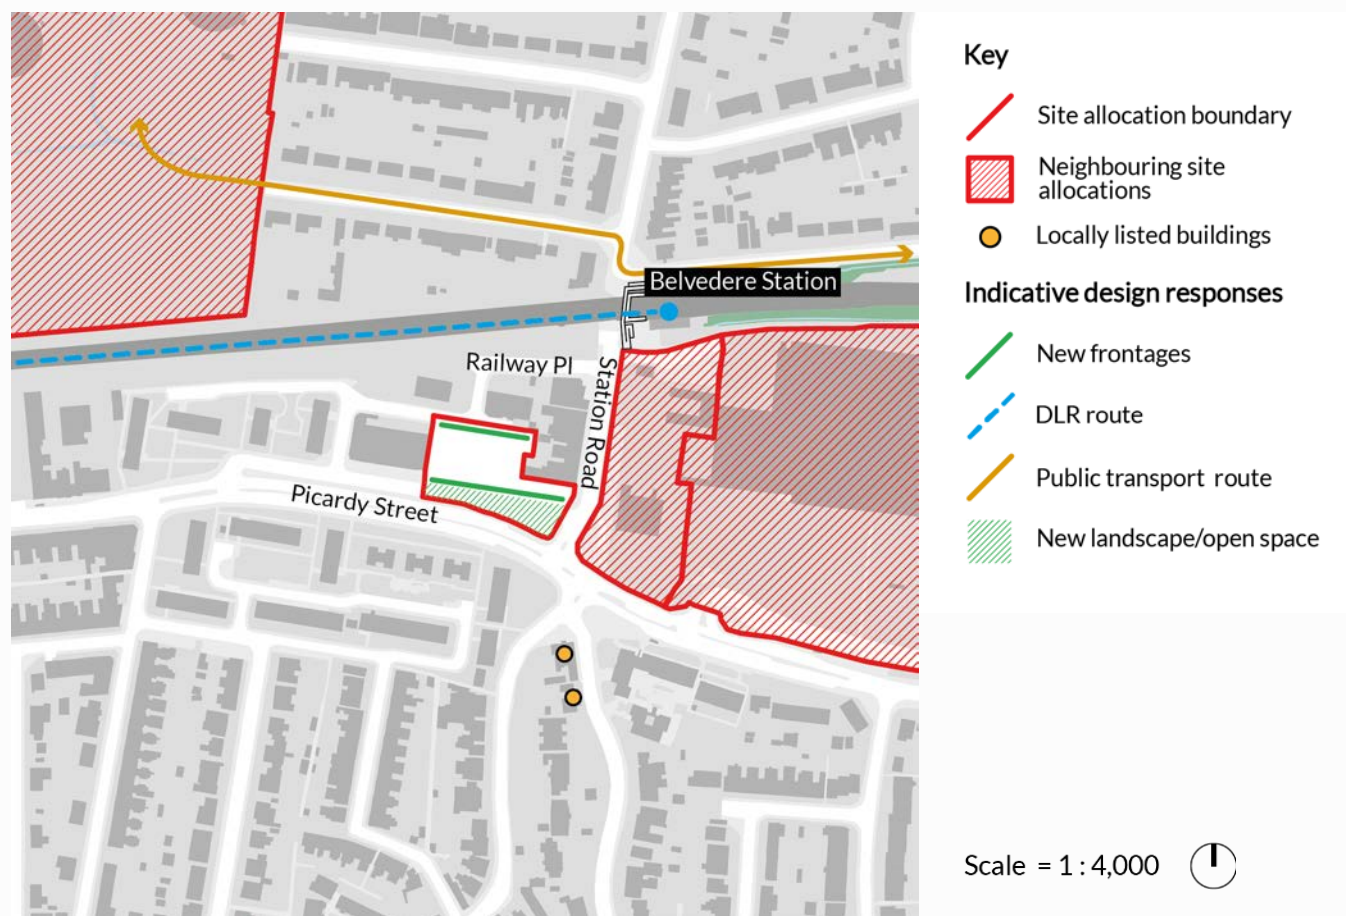 Belvedere Station
Railway Pl
Station Road
Picardy Street
Key
Site allocation boundary
Neighbouring site
allocations
Locally listed buildings
Indicative design responses
New frontages
DLR route
Public transport route
New landscape/open space
Scale = 1 : 4,000